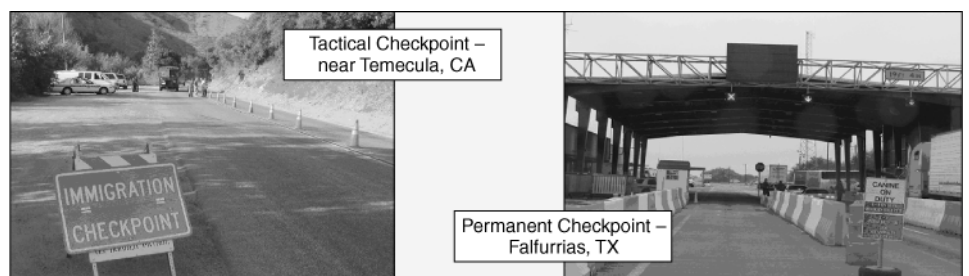 Tactical Checkpoint –
near Temecula, CA
IMMIGRATION
CHECKPOINT
Permanent Checkpoint –
Falfurrias, TX
CANINE
ON
DUTY